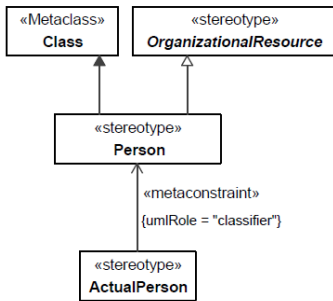 «Metaclass»
Class
«stereotype»
OrganizationalResource
«stereotype»
Person
«metaconstraint»
{umlRole = "classifier"}
«stereotype»
ActualPerson